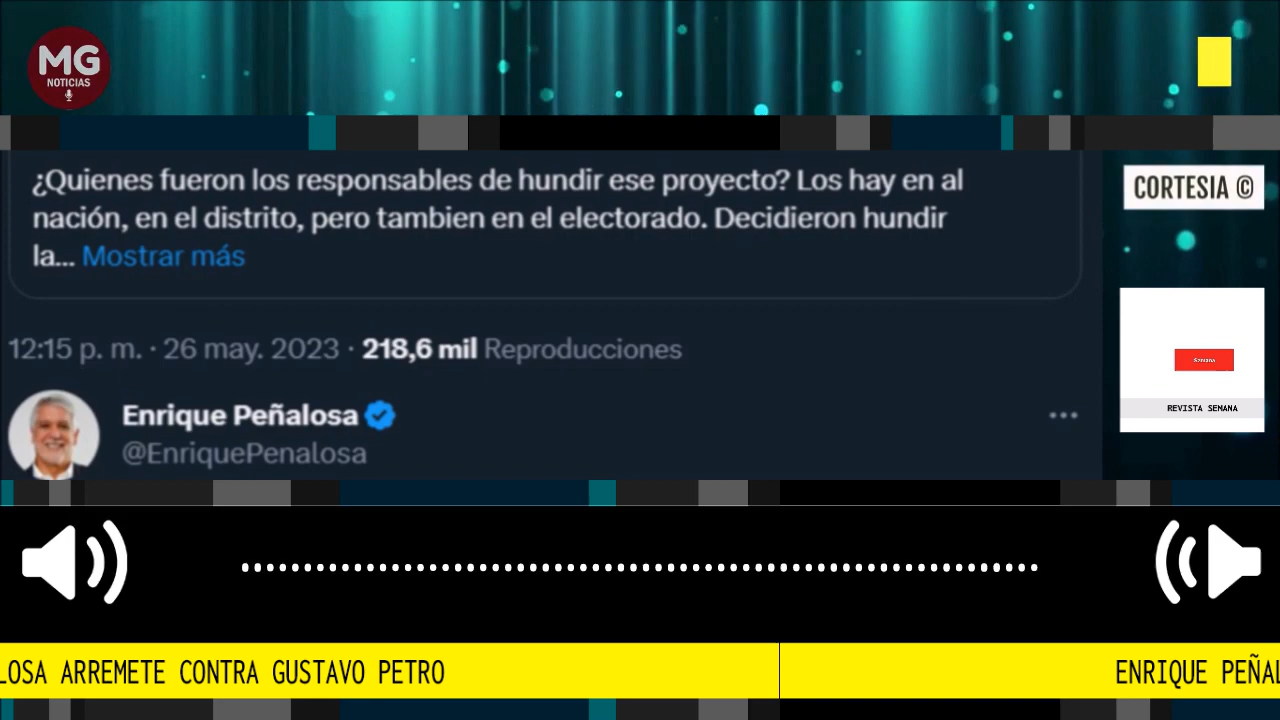 MG
NOTICIAS
¿Quienes fueron los responsables de hundir ese proyecto? Los hay en al
nación, en el distrito, pero tambien en el electorado. Decidieron hundir
la... Mostrar más
CORTESIA ©
Semana
REVISTA SEMANA
12:15 p. m. · 26 may. 2023 · 218,6 mil Reproducciones
Enrique Peñalosa
@EnriquePenalosa
LOSA ARREMETE CONTRA GUSTAVO PETRO
ENRIQUE PEÑAL